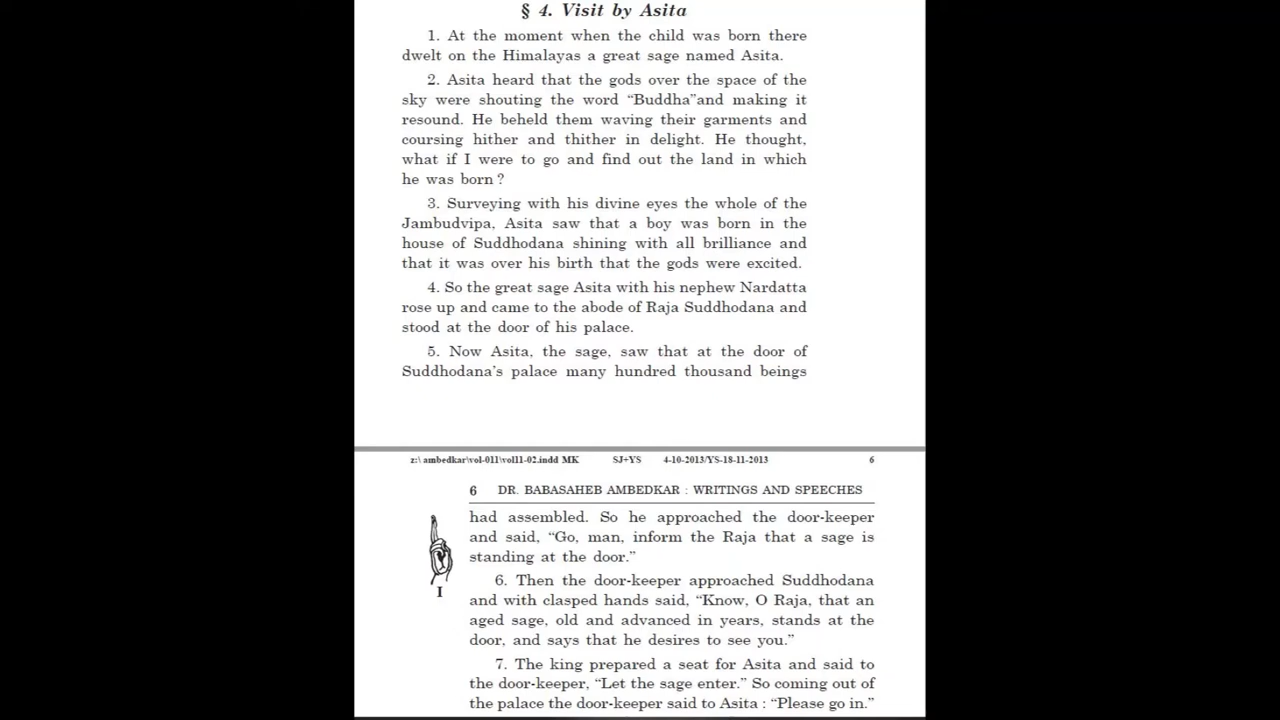 § 4. Visit by Asita
1. At the moment when the child was born there
dwelt on the Himalayas a great sage named Asita.
2. Asita heard that the gods over the space of the
sky were shouting the word “Buddha”and making it
resound. He beheld them waving their garments and
coursing hither and thither in delight. He thought,
what if I were to go and find out the land in which
he was born ?
3. Surveying with his divine eyes the whole of the
Jambudvipa, Asita saw that a boy was born in the
house of Suddhodana shining with all brilliance and
that it was over his birth that the gods were excited.
4. So the great sage Asita with his nephew Nardatta
rose up and came to the abode of Raja Suddhodana and
stood at the door of his palace.
5. Now Asita, the sage, saw that at the door of
Suddhodana’s palace many hundred thousand beings
z:\ ambedkar\vol-011\vol11-02.indd MK SJ+YS 4-10-2013/YS-18-11-2013 6
6 DR. BABASAHEB AMBEDKAR : WRITINGS AND SPEECHES
had assembled. So he approached the door-keeper
and said, “Go, man, inform the Raja that a sage is
standing at the door.”
I
6. Then the door-keeper approached Suddhodana
and with clasped hands said, “Know, O Raja, that an
aged sage, old and advanced in years, stands at the
door, and says that he desires to see you.”
7. The king prepared a seat for Asita and said to
the door-keeper, “Let the sage enter.” So coming out of
the palace the door-keeper said to Asita : “Please go in.”